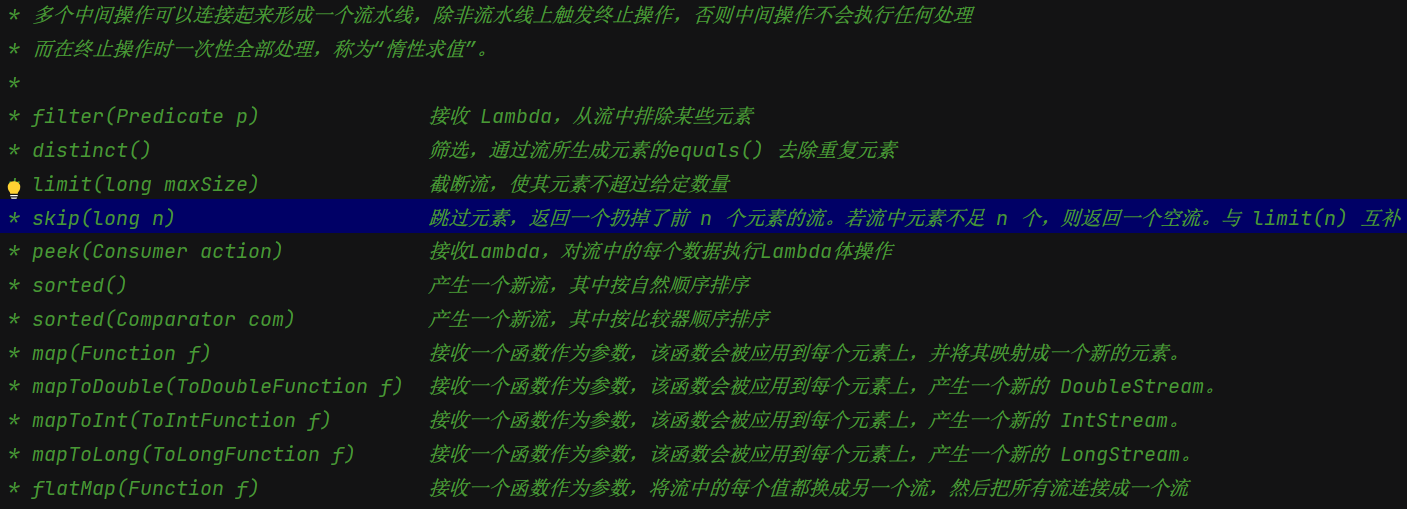 * 多个中间操作可以连接起来形成一个流水线，除非流水线上触发终止操作，否则中间操作不会执行任何处理
* 而在终止操作时一次性全部处理，称为“惰性求值”。
*
* filter(Predicate p) 接收 Lambda，从流中排除某些元素
* distinct() 筛选，通过流所生成元素的equals() 去除重复元素
* limit(long maxSize) 截断流，使其元素不超过给定数量
* skip(long n) 跳过元素，返回一个扔掉了前 n 个元素的流。若流中元素不足 n 个，则返回一个空流。与 limit(n) 互补
* peek(Consumer action) 接收Lambda，对流中的每个数据执行Lambda体操作
* sorted() 产生一个新流，其中按自然顺序排序
* sorted(Comparator com) 产生一个新流，其中按比较器顺序排序
* map(Function f) 接收一个函数作为参数，该函数会被应用到每个元素上，并将其映射成一个新的元素。
* mapToDouble(ToDoubleFunction f) 接收一个函数作为参数，该函数会被应用到每个元素上，产生一个新的 DoubleStream。
* mapToInt(ToIntFunction f) 接收一个函数作为参数，该函数会被应用到每个元素上，产生一个新的 IntStream。
* mapToLong(ToLongFunction f) 接收一个函数作为参数，该函数会被应用到每个元素上，产生一个新的 LongStream。
* flatMap(Function f) 接收一个函数作为参数，将流中的每个值都换成另一个流，然后把所有流连接成一个流